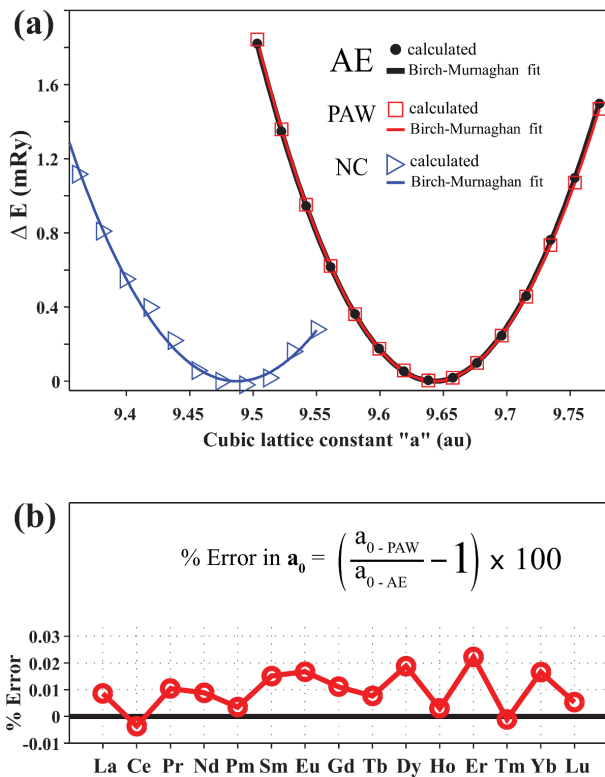 (a)
AE
calculated
Birch-Murnaghan fit
PAW
calculated
Birch-Murnaghan fit
NC
calculated
Birch-Murnaghan fit
Δ E (mRy)
1.6
1.2
0.8
0.4
0
9.4 9.45 9.5 9.55 9.6 9.65 9.7 9.75
Cubic lattice constant "a" (au)
(b)
% Error in a₀ = ( a₀ ₋ PAW / a₀ ₋ AE − 1 ) × 100
% Error
0.03
0.02
0.01
0
-0.01
La Ce Pr Nd Pm Sm Eu Gd Tb Dy Ho Er Tm Yb Lu